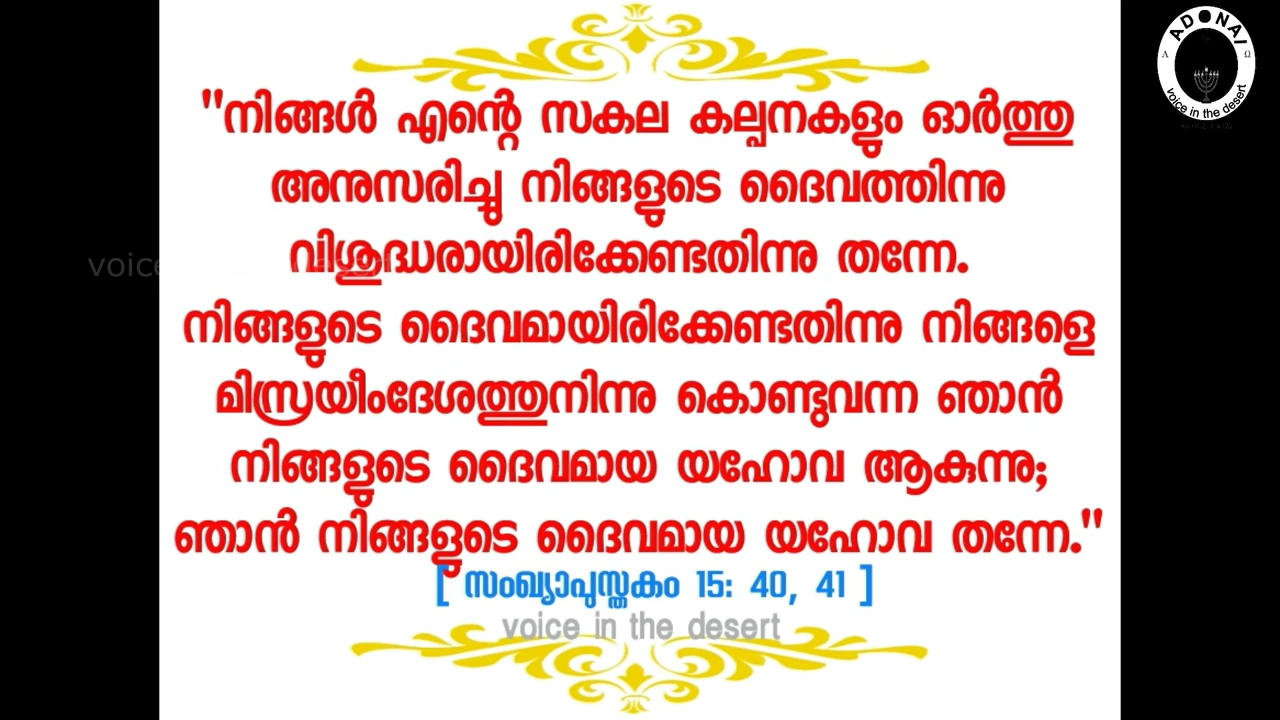 ADONAI
Α Ω
voice in the desert
"നിങ്ങൾ എന്റെ സകല കല്പനകളും ഓർത്തു
അനുസരിച്ചു നിങ്ങളുടെ ദൈവത്തിന്നു
വിശുദ്ധരായിരിക്കേണ്ടതിന്നു തന്നേ.
നിങ്ങളുടെ ദൈവമായിരിക്കേണ്ടതിന്നു നിങ്ങളെ
മിസ്രയീംദേശത്തുനിന്നു കൊണ്ടുവന്ന ഞാൻ
നിങ്ങളുടെ ദൈവമായ യഹോവ ആകുന്നു;
ഞാൻ നിങ്ങളുടെ ദൈവമായ യഹോവ തന്നേ."
[ സംഖ്യാപുസ്തകം 15: 40, 41 ]
voice in the desert
voice